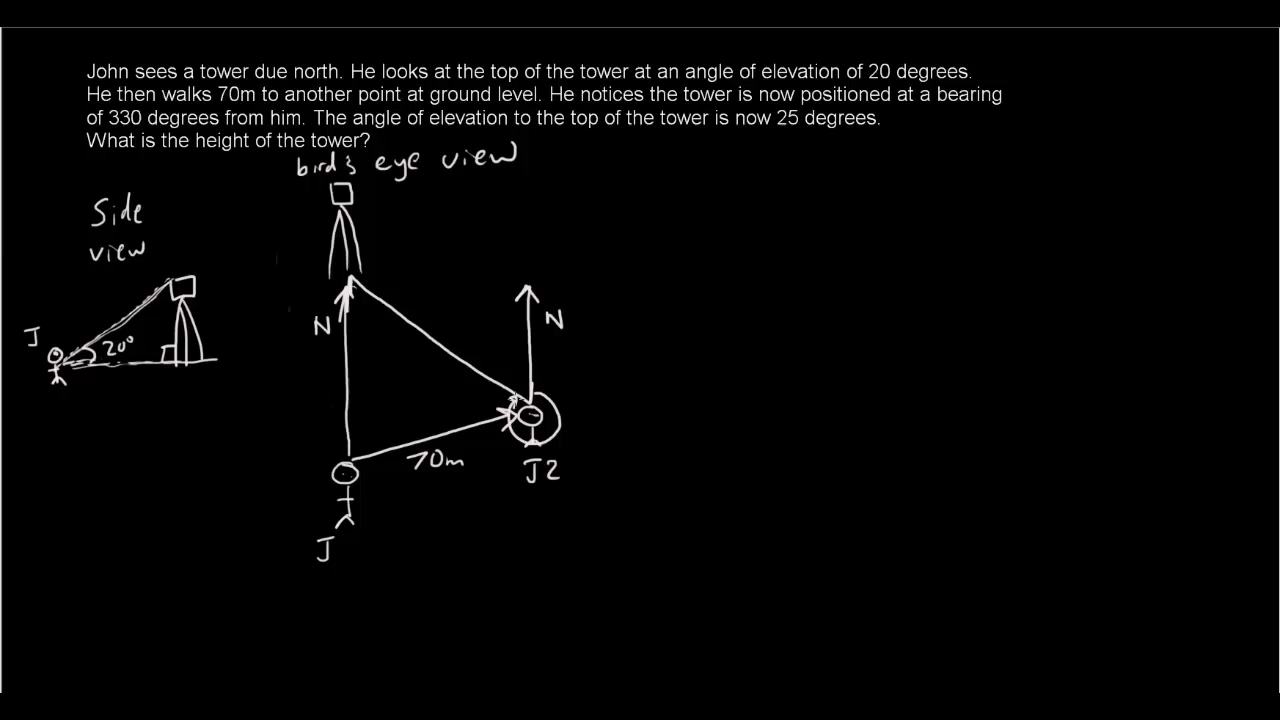 John sees a tower due north. He looks at the top of the tower at an angle of elevation of 20 degrees.
He then walks 70m to another point at ground level. He notices the tower is now positioned at a bearing
of 330 degrees from him. The angle of elevation to the top of the tower is now 25 degrees.
What is the height of the tower?
bird's eye view
Side
view
J
20°
N
N
70m
J2
J